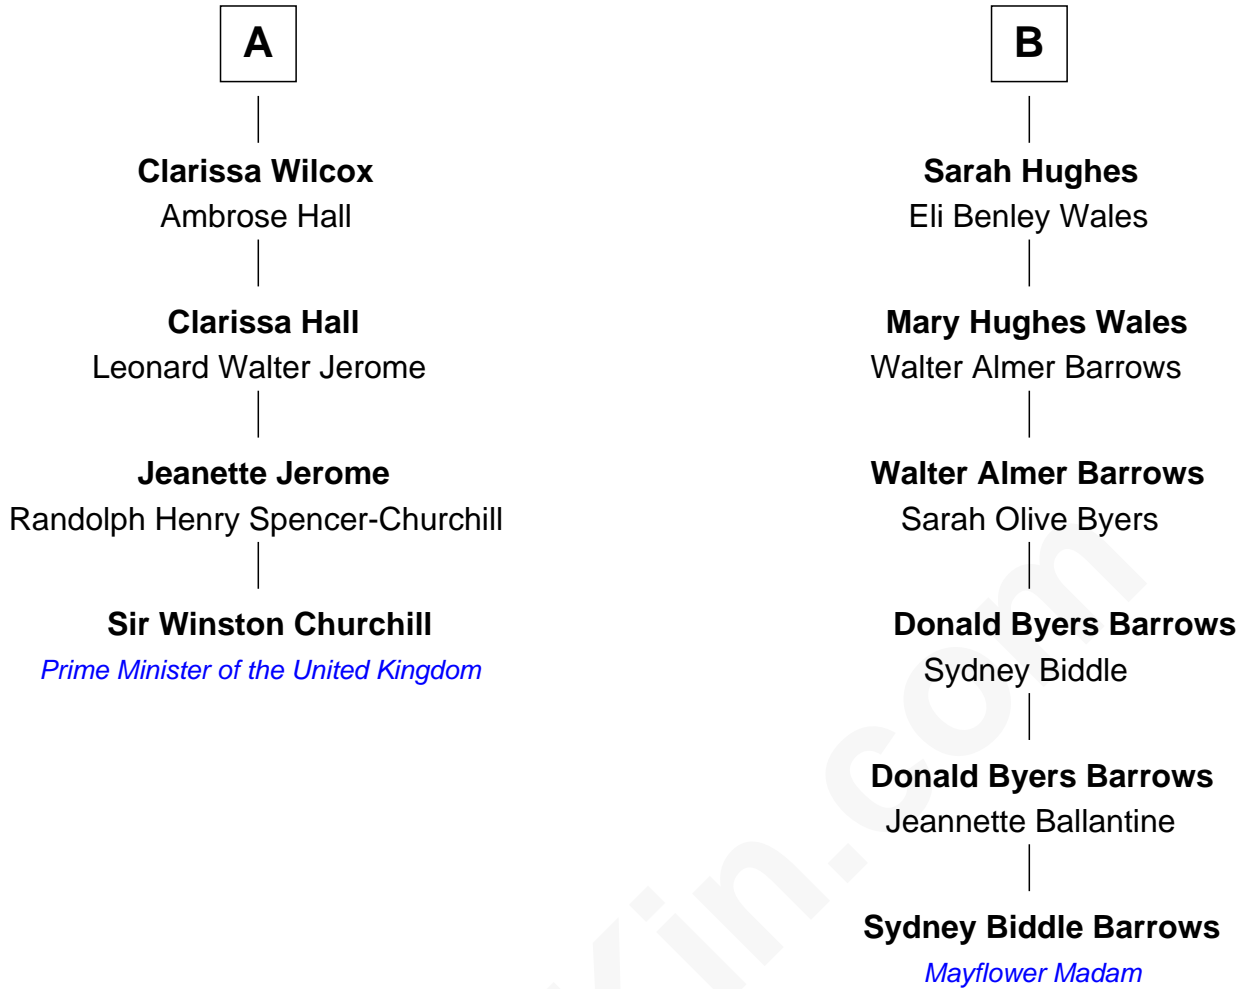 A
Clarissa Wilcox
Ambrose Hall
Clarissa Hall
Leonard Walter Jerome
Jeanette Jerome
Randolph Henry Spencer-Churchill
Sir Winston Churchill
Prime Minister of the United Kingdom
B
Sarah Hughes
Eli Benley Wales
Mary Hughes Wales
Walter Almer Barrows
Walter Almer Barrows
Sarah Olive Byers
Donald Byers Barrows
Sydney Biddle
Donald Byers Barrows
Jeannette Ballantine
Sydney Biddle Barrows
Mayflower Madam
Kin.com